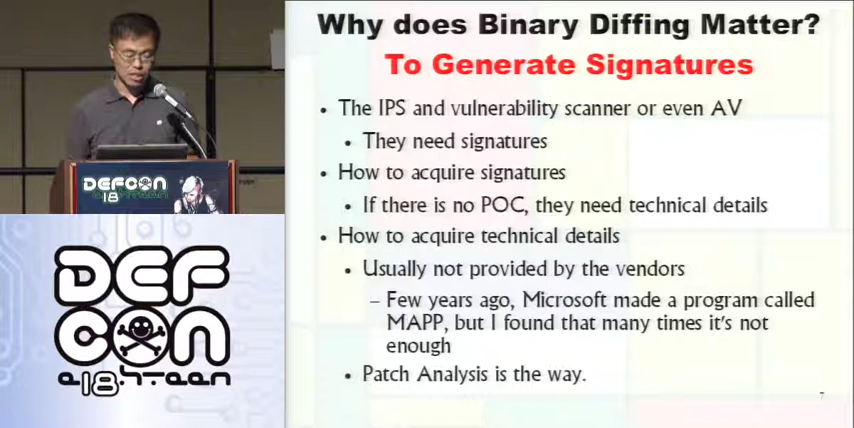 Why does Binary Diffing Matter?
To Generate Signatures
• The IPS and vulnerability scanner or even AV
• They need signatures
• How to acquire signatures
• If there is no POC, they need technical details
• How to acquire technical details
• Usually not provided by the vendors
– Few years ago, Microsoft made a program called
MAPP, but I found that many times it's not
enough
• Patch Analysis is the way.
7
DEFCON
18
DEF
CON
e18hteen